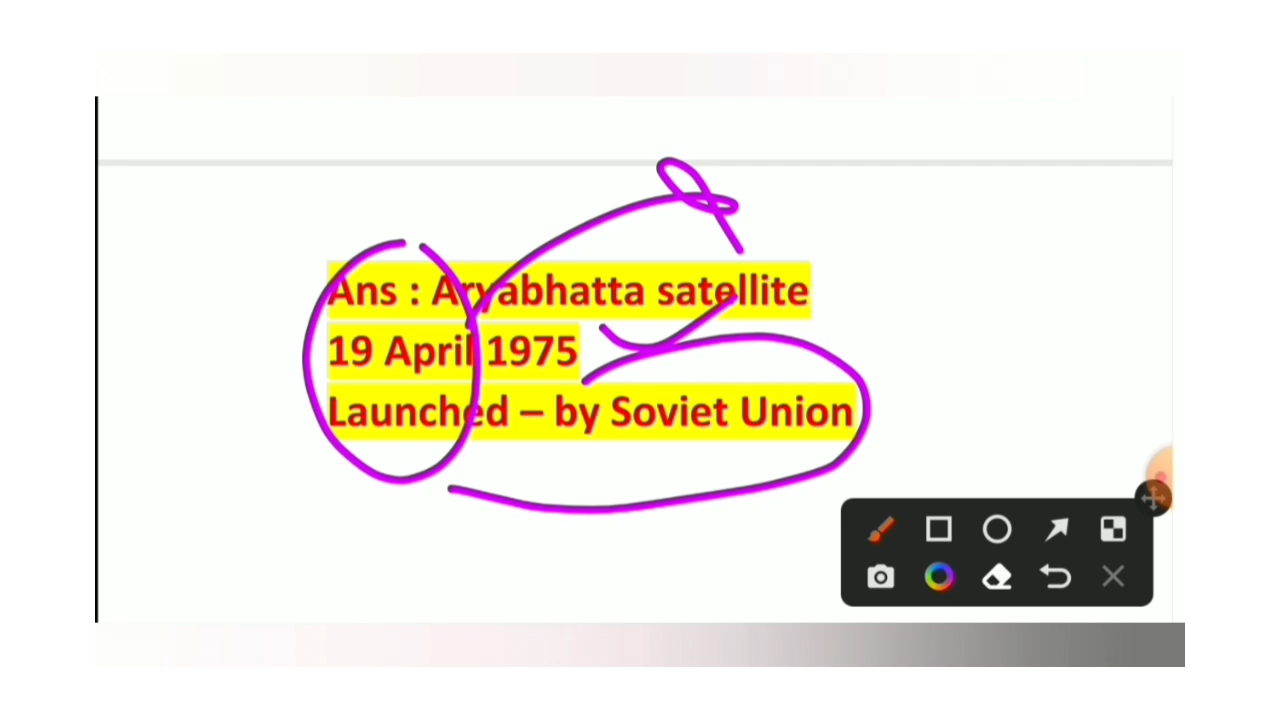 Ans : Aryabhatta satellite
19 April 1975
Launched – by Soviet Union